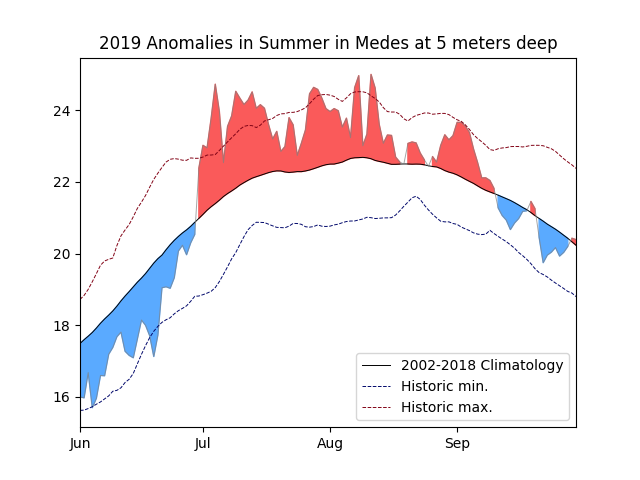 2019 Anomalies in Summer in Medes at 5 meters deep
24
22
20
18
16
Jun
Jul
Aug
Sep
2002-2018 Climatology
Historic min.
Historic max.